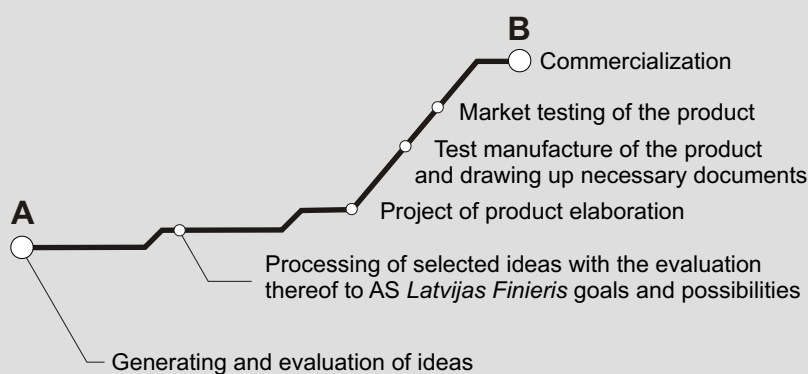 B
Commercialization
Market testing of the product
Test manufacture of the product
and drawing up necessary documents
A
Project of product elaboration
Processing of selected ideas with the evaluation
thereof to AS Latvijas Finieris goals and possibilities
Generating and evaluation of ideas